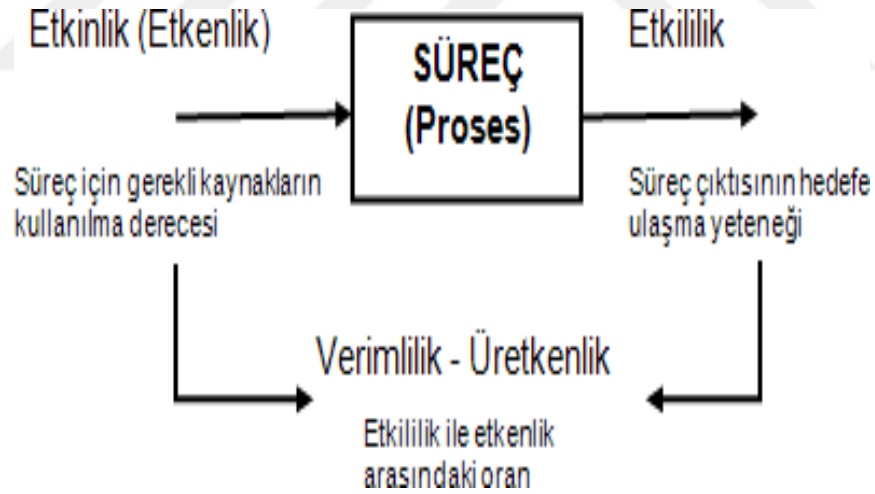 Etkinlik (Etkenlik)
SÜREÇ
(Proses)
Etkililik
Süreç için gerekli kaynakların
kullanılma derecesi
Süreç çıktısının hedefe
ulaşma yeteneği
Verimlilik - Üretkenlik
Etkililik ile etkenlik
arasındaki oran